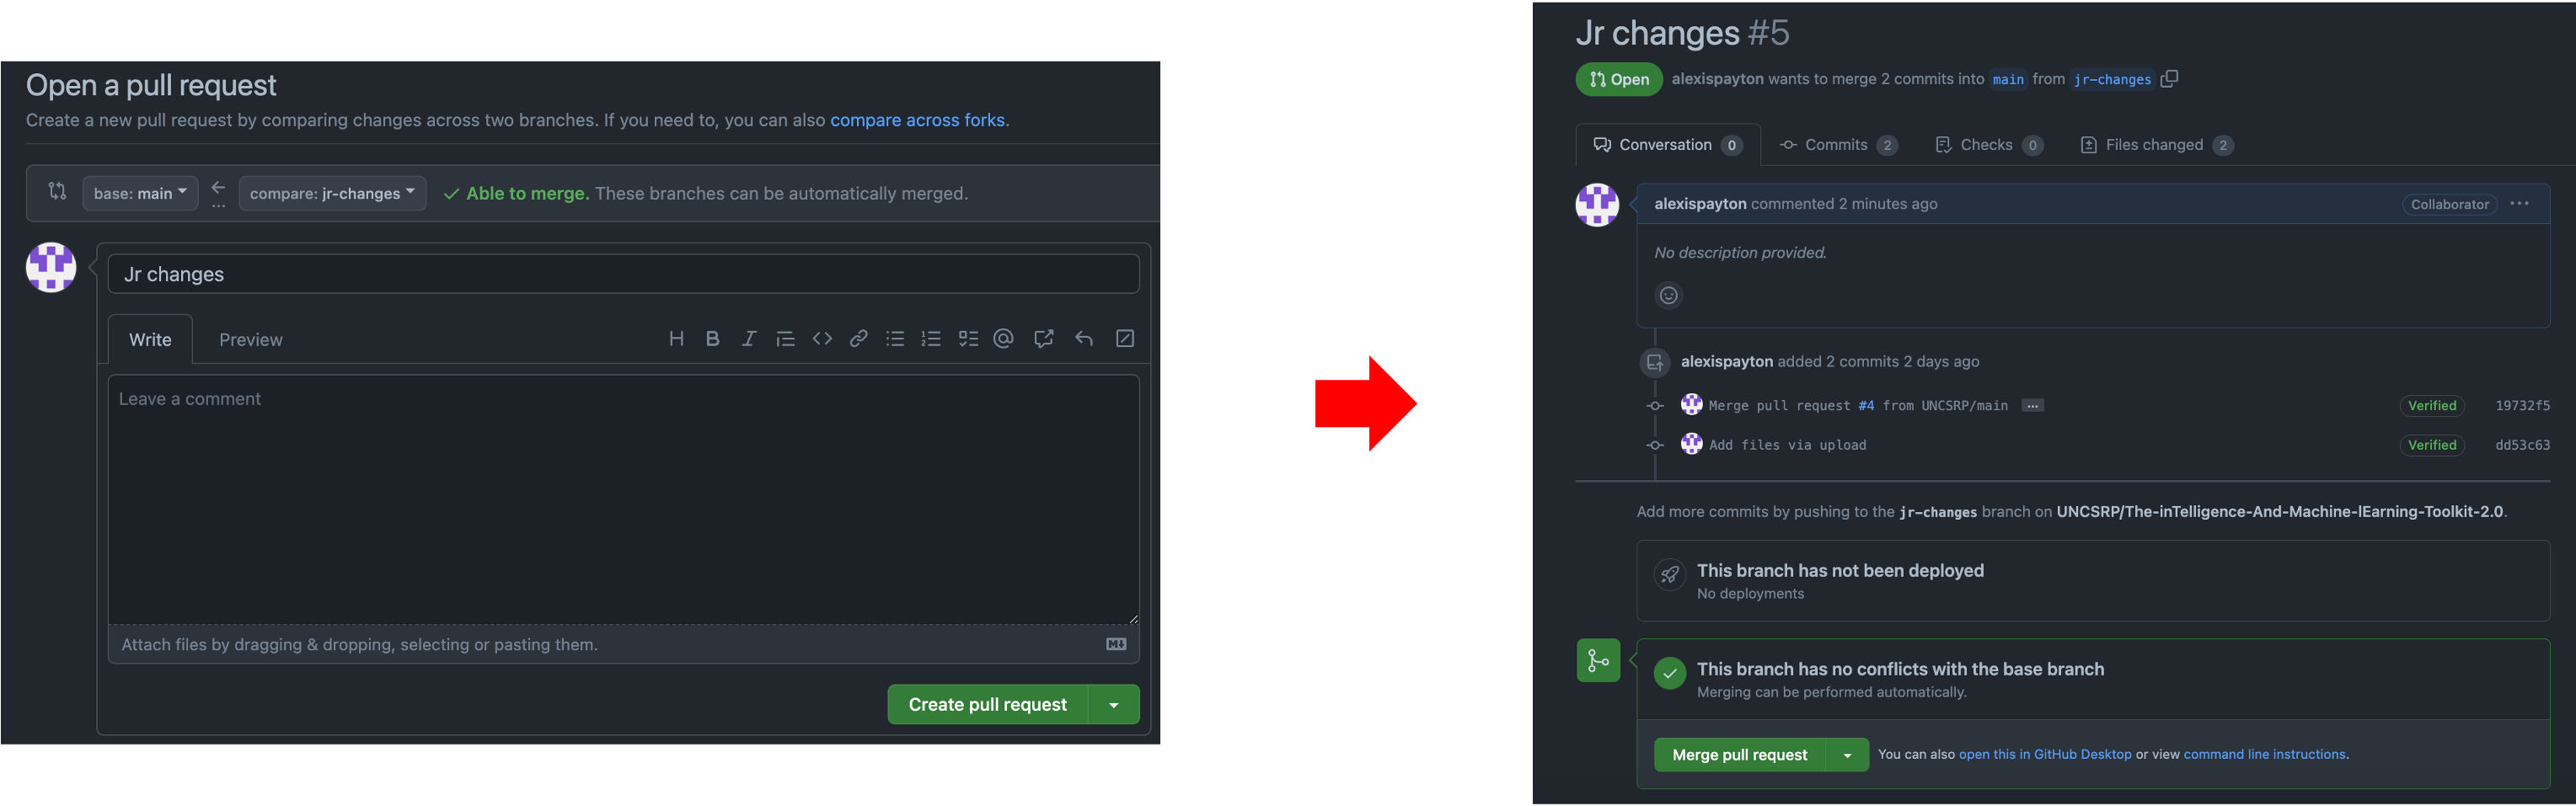 Open a pull request
Create a new pull request by comparing changes across two branches. If you need to, you can also compare across forks.
base: main
compare: jr-changes
Able to merge. These branches can be automatically merged.
Jr changes
Write Preview
Leave a comment
Attach files by dragging & dropping, selecting or pasting them.
Create pull request
Jr changes #5
Open alexispayton wants to merge 2 commits into main from jr-changes
Conversation 0 Commits 2 Checks 0 Files changed 2
alexispayton commented 2 minutes ago Collaborator ...
No description provided.
alexispayton added 2 commits 2 days ago
Merge pull request #4 from UNCSRP/main ... Verified 19732f5
Add files via upload Verified dd53c63
Add more commits by pushing to the jr-changes branch on UNCSRP/The-inTelligence-And-Machine-lEarning-Toolkit-2.0.
This branch has not been deployed
No deployments
This branch has no conflicts with the base branch
Merging can be performed automatically.
Merge pull request You can also open this in GitHub Desktop or view command line instructions.